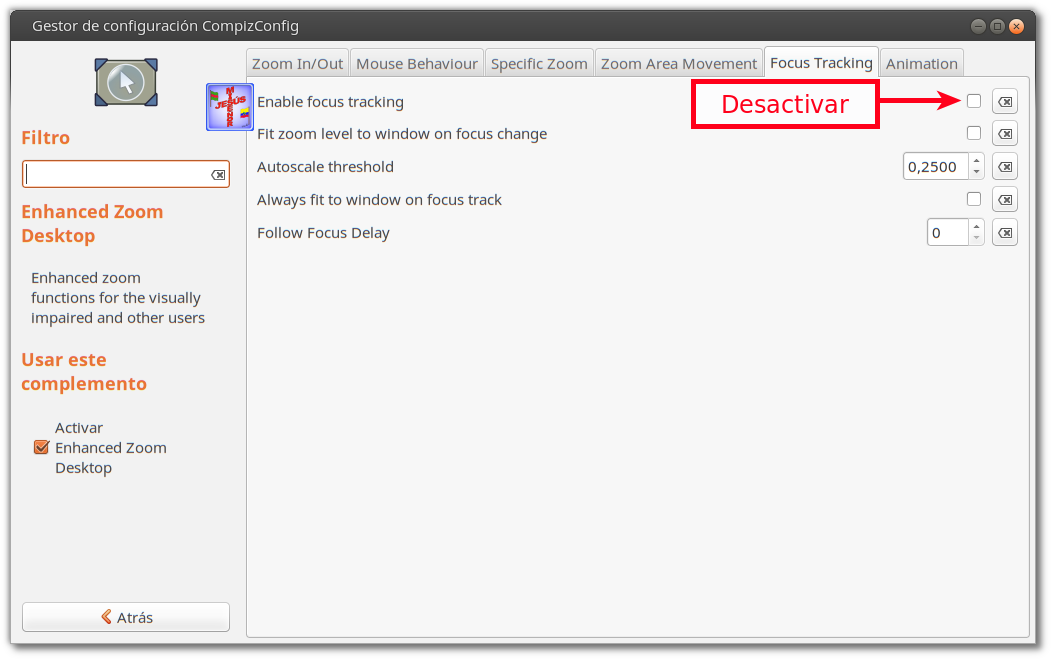 Gestor de configuración CompizConfig
Zoom In/Out Mouse Behaviour Specific Zoom Zoom Area Movement Focus Tracking Animation
Filtro
Enhanced Zoom
Desktop
Enhanced zoom
functions for the visually
impaired and other users
Usar este
complemento
Activar
Enhanced Zoom
Desktop
Atrás
JESÚS
Enable focus tracking
Desactivar
Fit zoom level to window on focus change
Autoscale threshold 0,2500
Always fit to window on focus track
Follow Focus Delay 0